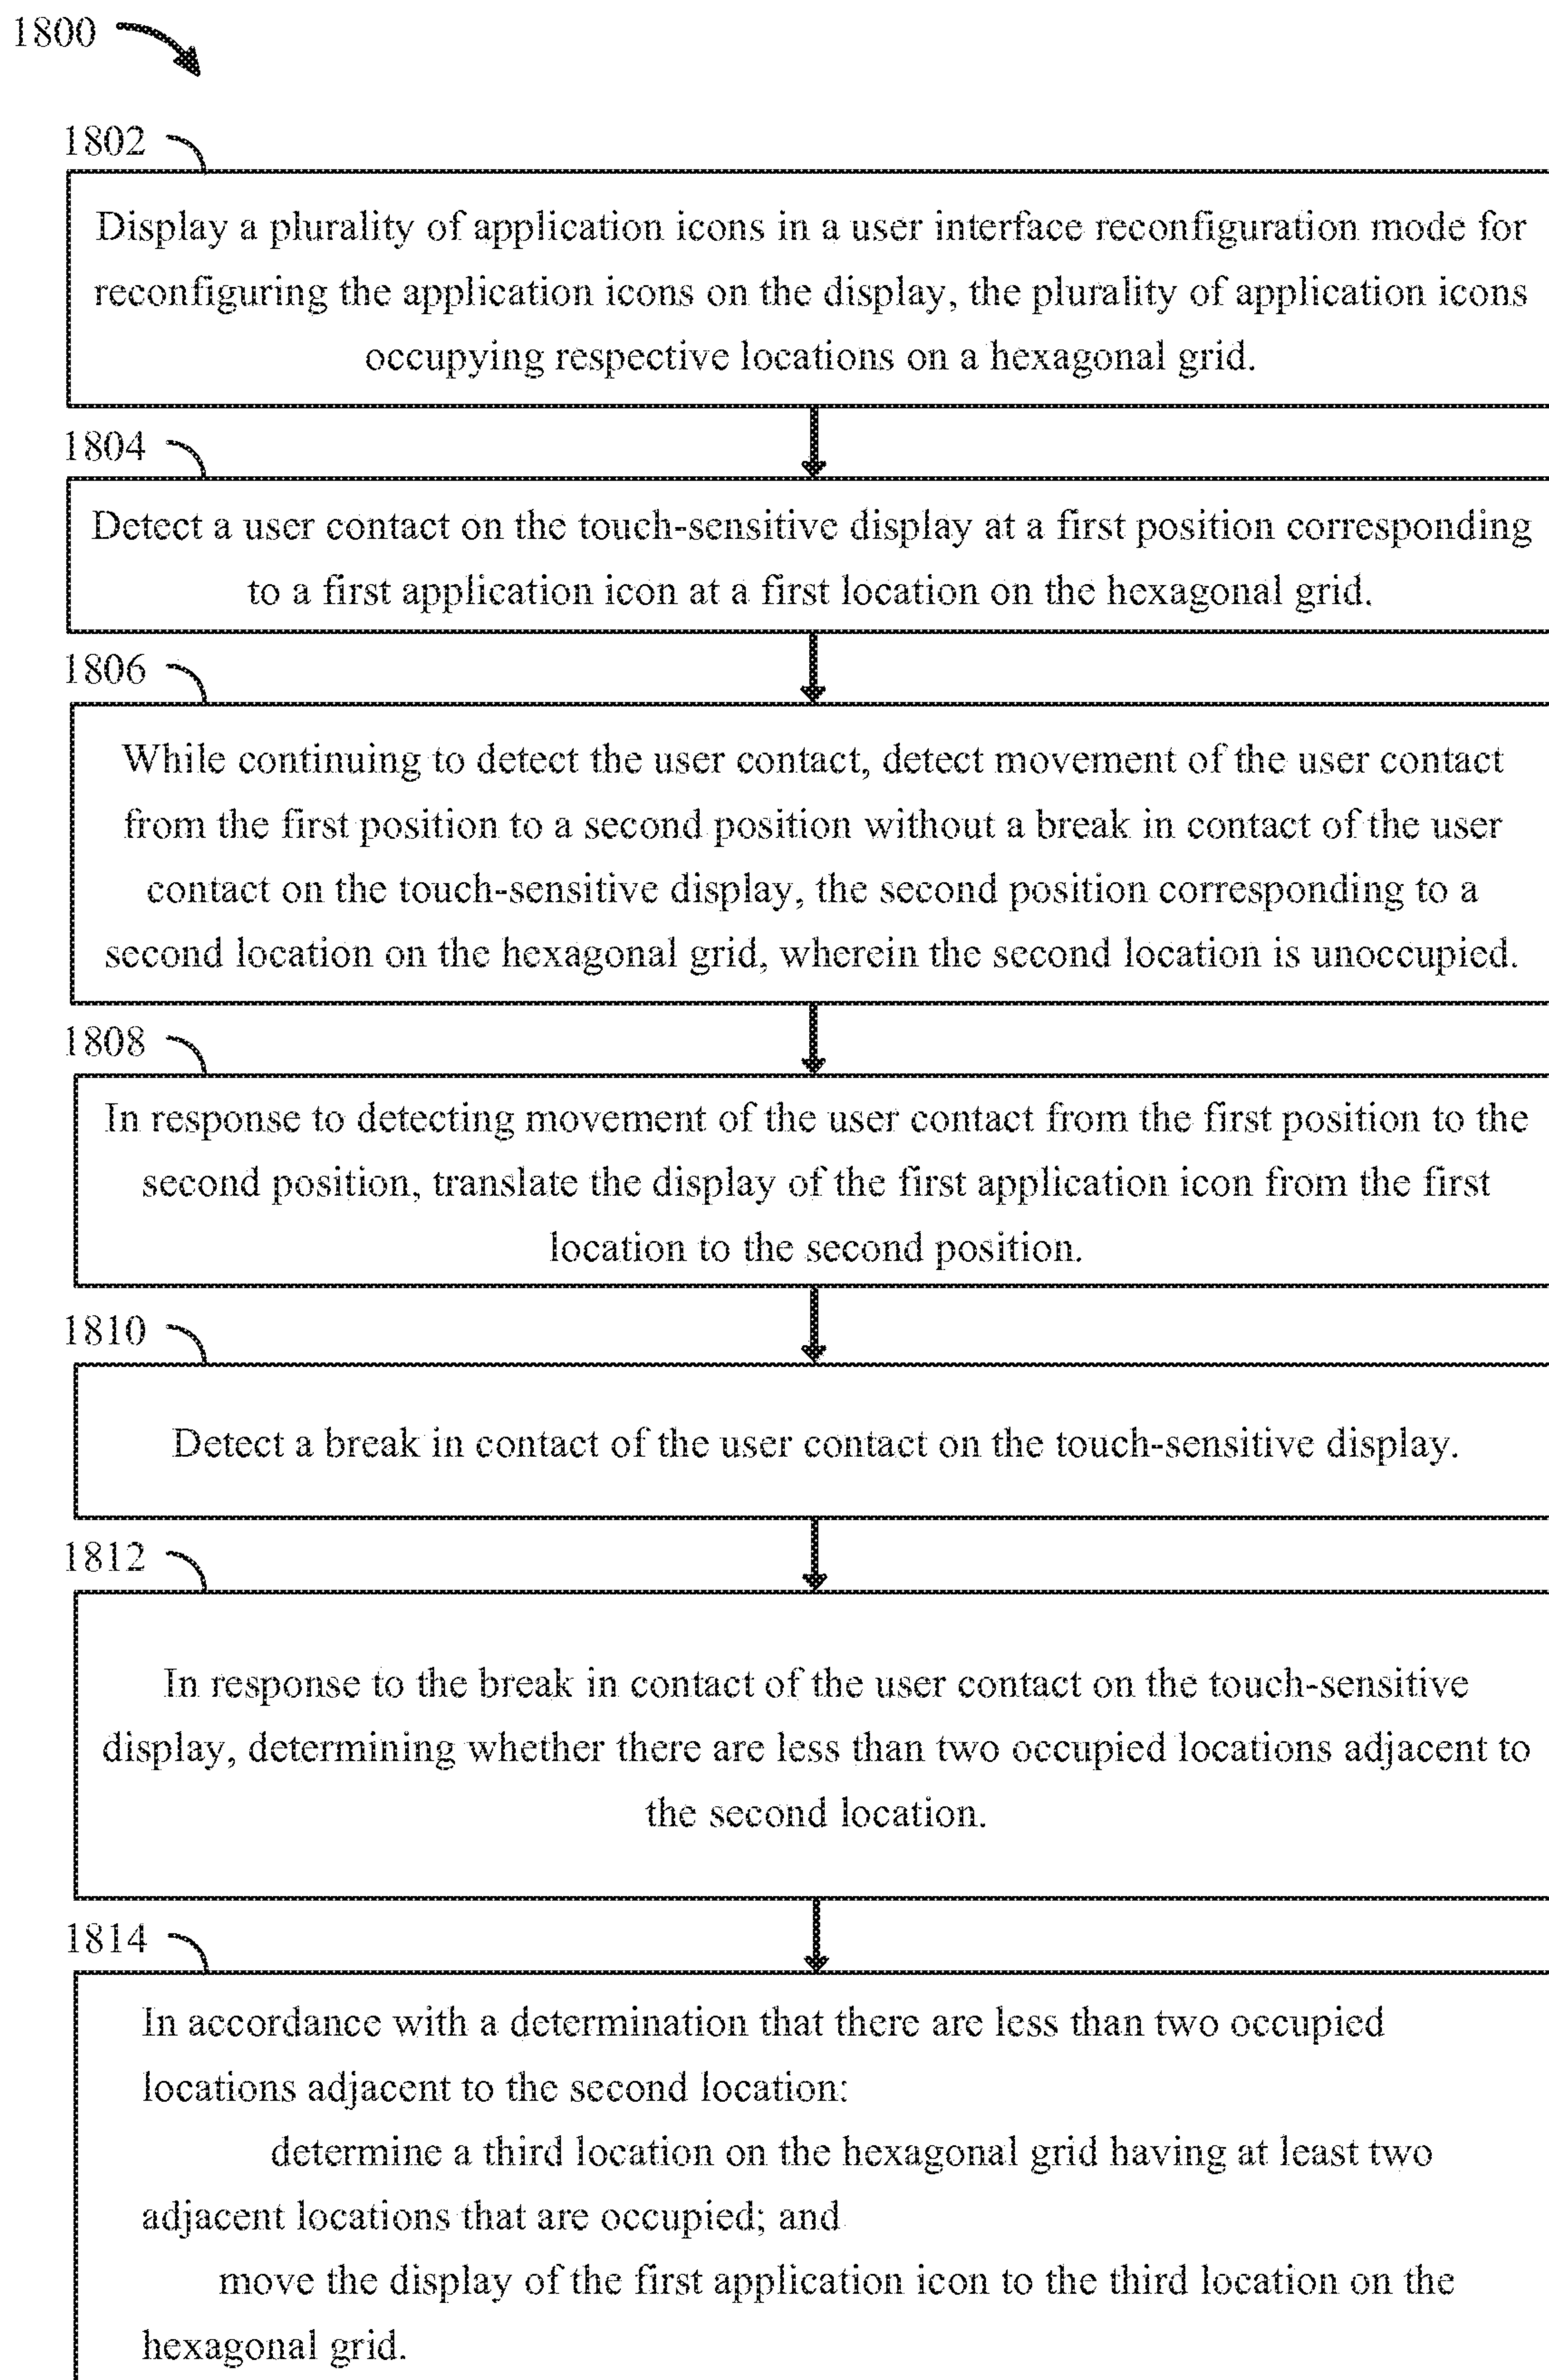 1800
1802
Display a plurality of application icons in a user interface reconfiguration mode for
reconfiguring the application icons on the display, the plurality of application icons
occupying respective locations on a hexagonal grid.
1804
Detect a user contact on the touch-sensitive display at a first position corresponding
to a first application icon at a first location on the hexagonal grid.
1806
While continuing to detect the user contact, detect movement of the user contact
from the first position to a second position without a break in contact of the user
contact on the touch-sensitive display, the second position corresponding to a
second location on the hexagonal grid, wherein the second location is unoccupied.
1808
In response to detecting movement of the user contact from the first position to the
second position, translate the display of the first application icon from the first
location to the second position.
1810
Detect a break in contact of the user contact on the touch-sensitive display.
1812
In response to the break in contact of the user contact on the touch-sensitive
display, determining whether there are less than two occupied locations adjacent to
the second location.
1814
In accordance with a determination that there are less than two occupied
locations adjacent to the second location:
determine a third location on the hexagonal grid having at least two
adjacent locations that are occupied; and
move the display of the first application icon to the third location on the
hexagonal grid.